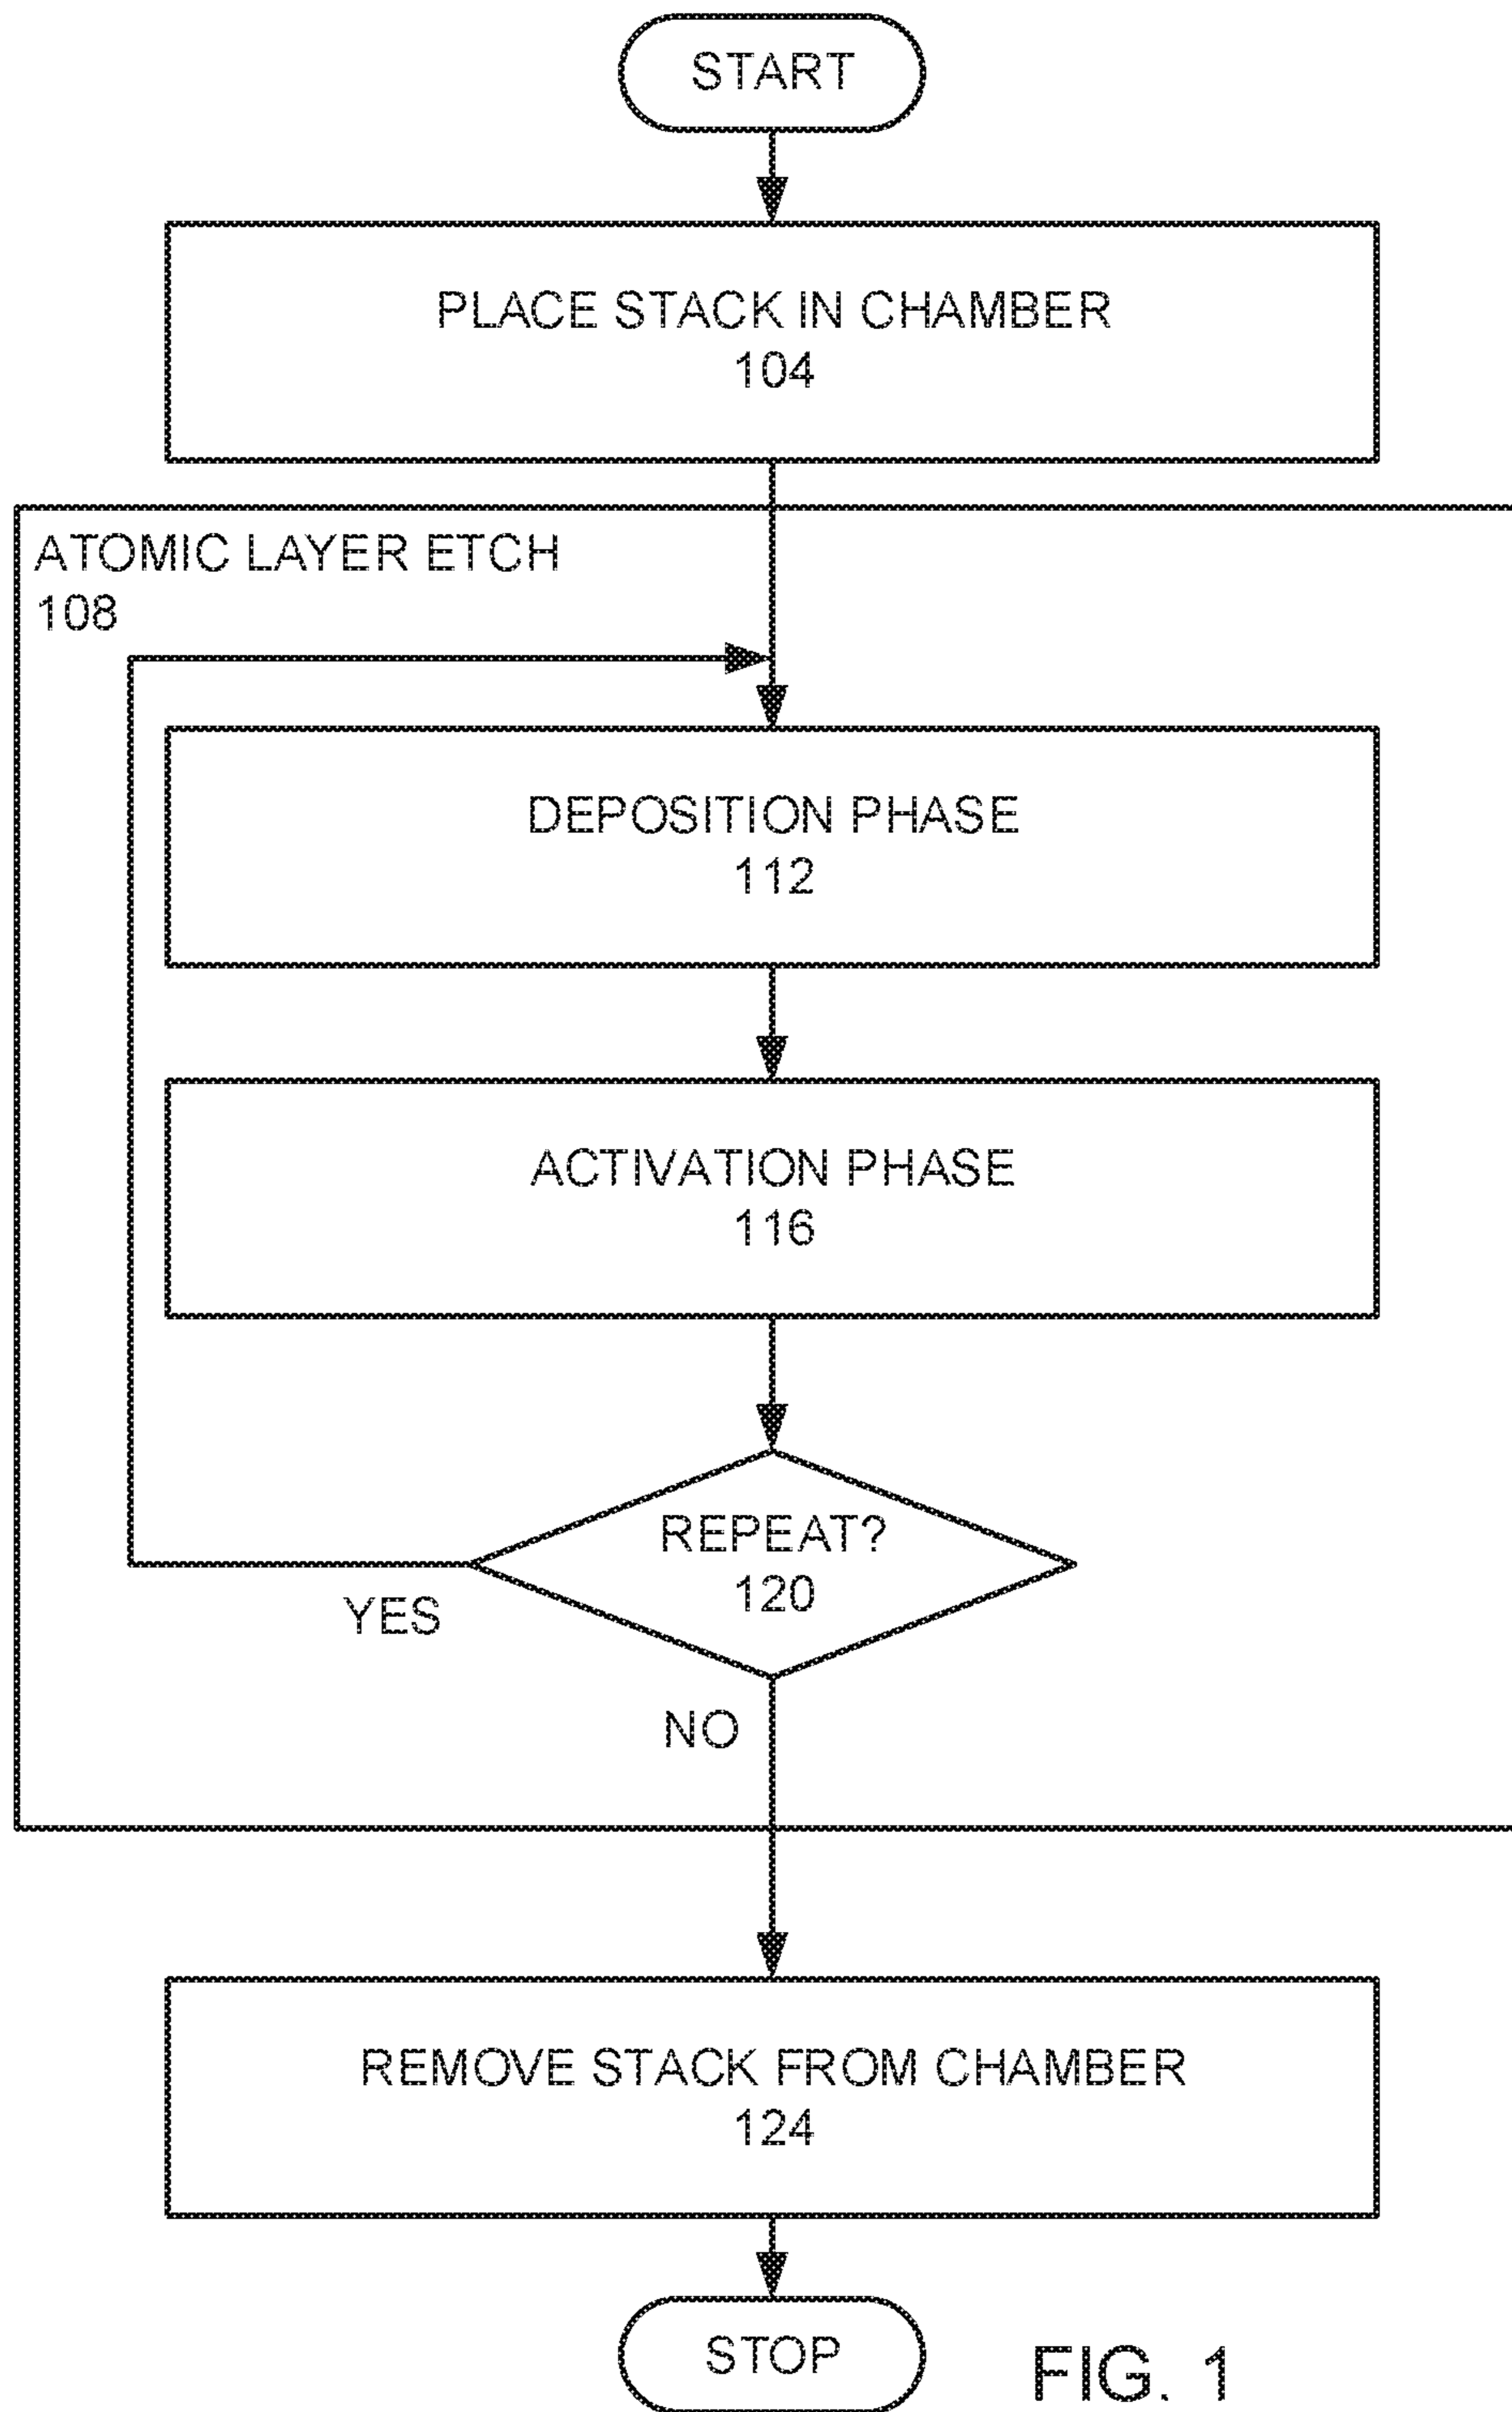 START
PLACE STACK IN CHAMBER
104
ATOMIC LAYER ETCH
108
DEPOSITION PHASE
112
ACTIVATION PHASE
116
REPEAT?
120
YES
NO
REMOVE STACK FROM CHAMBER
124
STOP
FIG. 1